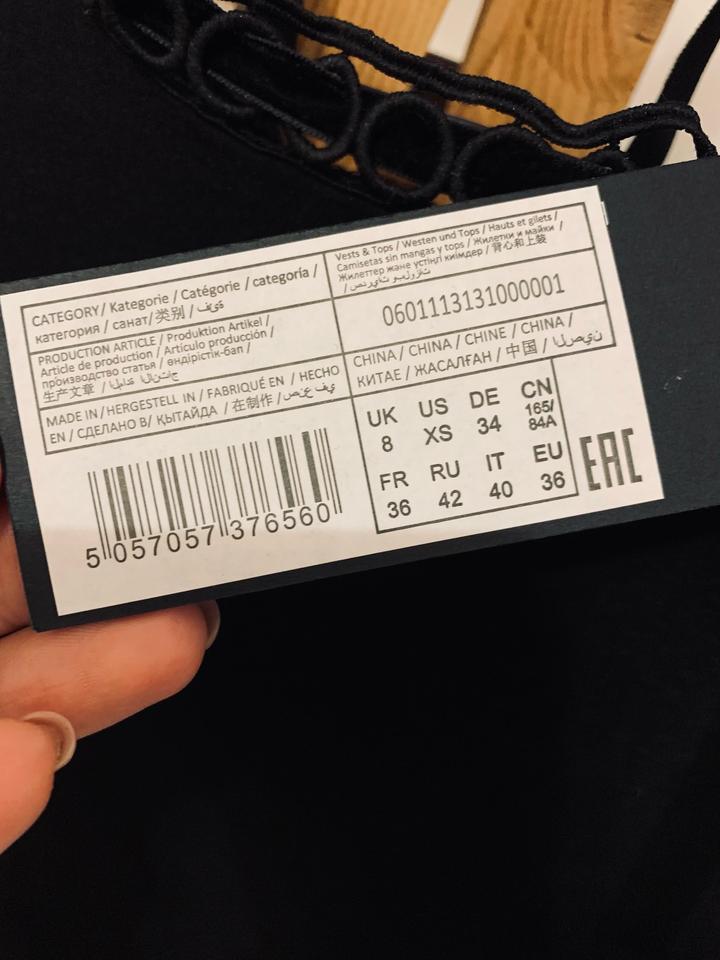 CATEGORY / Kategorie / Catégorie / categoría /
категория / санат/ 类别 / فئة
Vests & Tops / Westen und Tops / Hauts et gilets /
Camisetas sin mangas y tops / Жилетки и майки /
Жилеттер және үстіңгі киімдер / 背心和上装
PRODUCTION ARTICLE / Produktion Artikel /
Article de production / Artículo producción /
производство статья / өндірістік-бап /
生产文章 /
0601113131000001
MADE IN / HERGESTELL IN / FABRIQUÉ EN / HECHO
EN / СДЕЛАНО В/ ҚЫТАЙДА / 在制作 /
CHINA / CHINA / CHINE / CHINA /
КИТАЕ / ЖАСАЛҒАН / 中国 / الصين
UK US DE CN
8 XS 34 165/
84A
FR RU IT EU
36 42 40 36
EAC
5 057057 376560